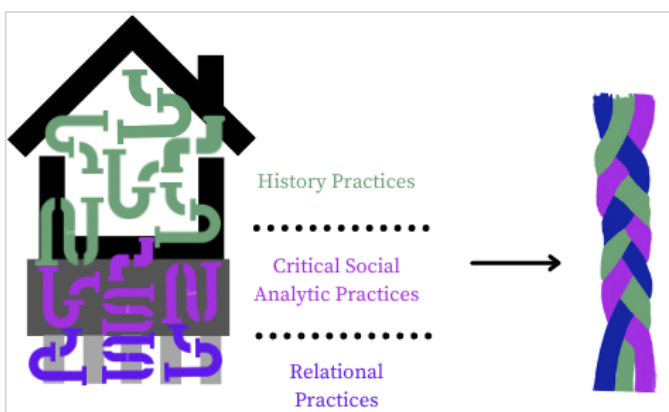 History Practices
Critical Social
Analytic Practices
Relational
Practices